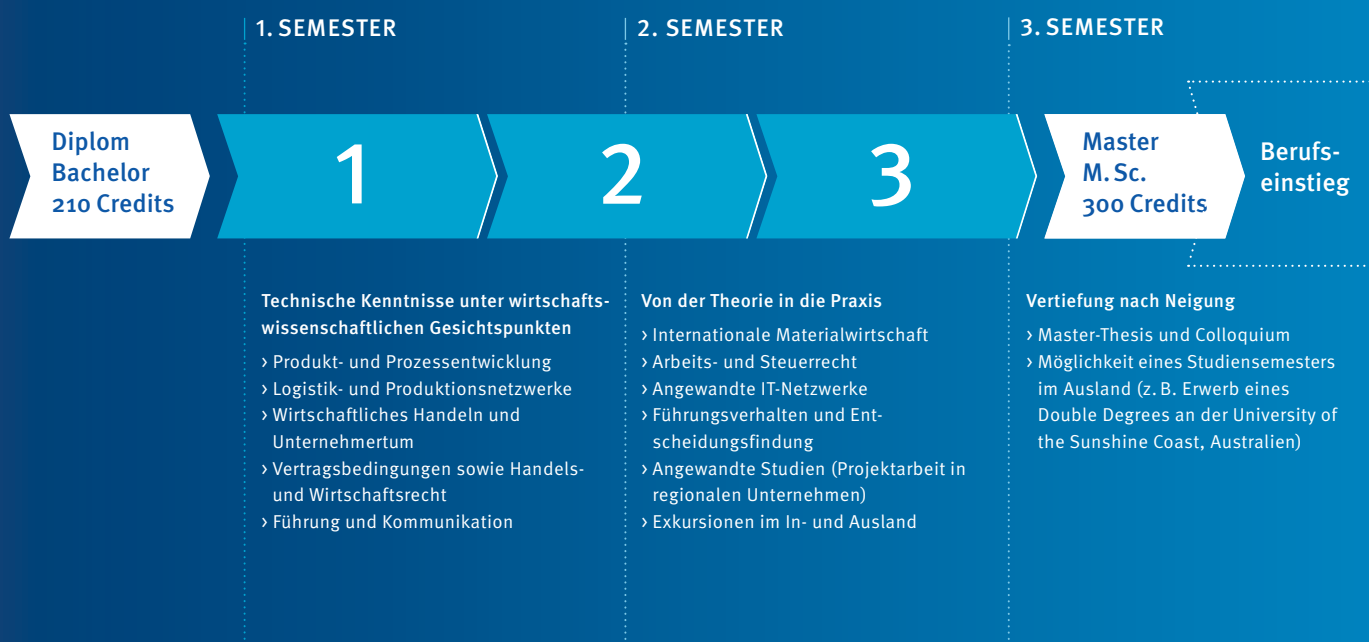 1. SEMESTER
2. SEMESTER
3. SEMESTER
Diplom
Bachelor
210 Credits
1
2
3
Master
M. Sc.
300 Credits
Berufs-
einstieg
Technische Kenntnisse unter wirtschafts-
wissenschaftlichen Gesichtspunkten
› Produkt- und Prozessentwicklung
› Logistik- und Produktionsnetzwerke
› Wirtschaftliches Handeln und
Unternehmertum
› Vertragsbedingungen sowie Handels-
und Wirtschaftsrecht
› Führung und Kommunikation
Von der Theorie in die Praxis
› Internationale Materialwirtschaft
› Arbeits- und Steuerrecht
› Angewandte IT-Netzwerke
› Führungsverhalten und Ent-
scheidungsfindung
› Angewandte Studien (Projektarbeit in
regionalen Unternehmen)
› Exkursionen im In- und Ausland
Vertiefung nach Neigung
› Master-Thesis und Colloquium
› Möglichkeit eines Studiensemesters
im Ausland (z. B. Erwerb eines
Double Degrees an der University of
the Sunshine Coast, Australien)